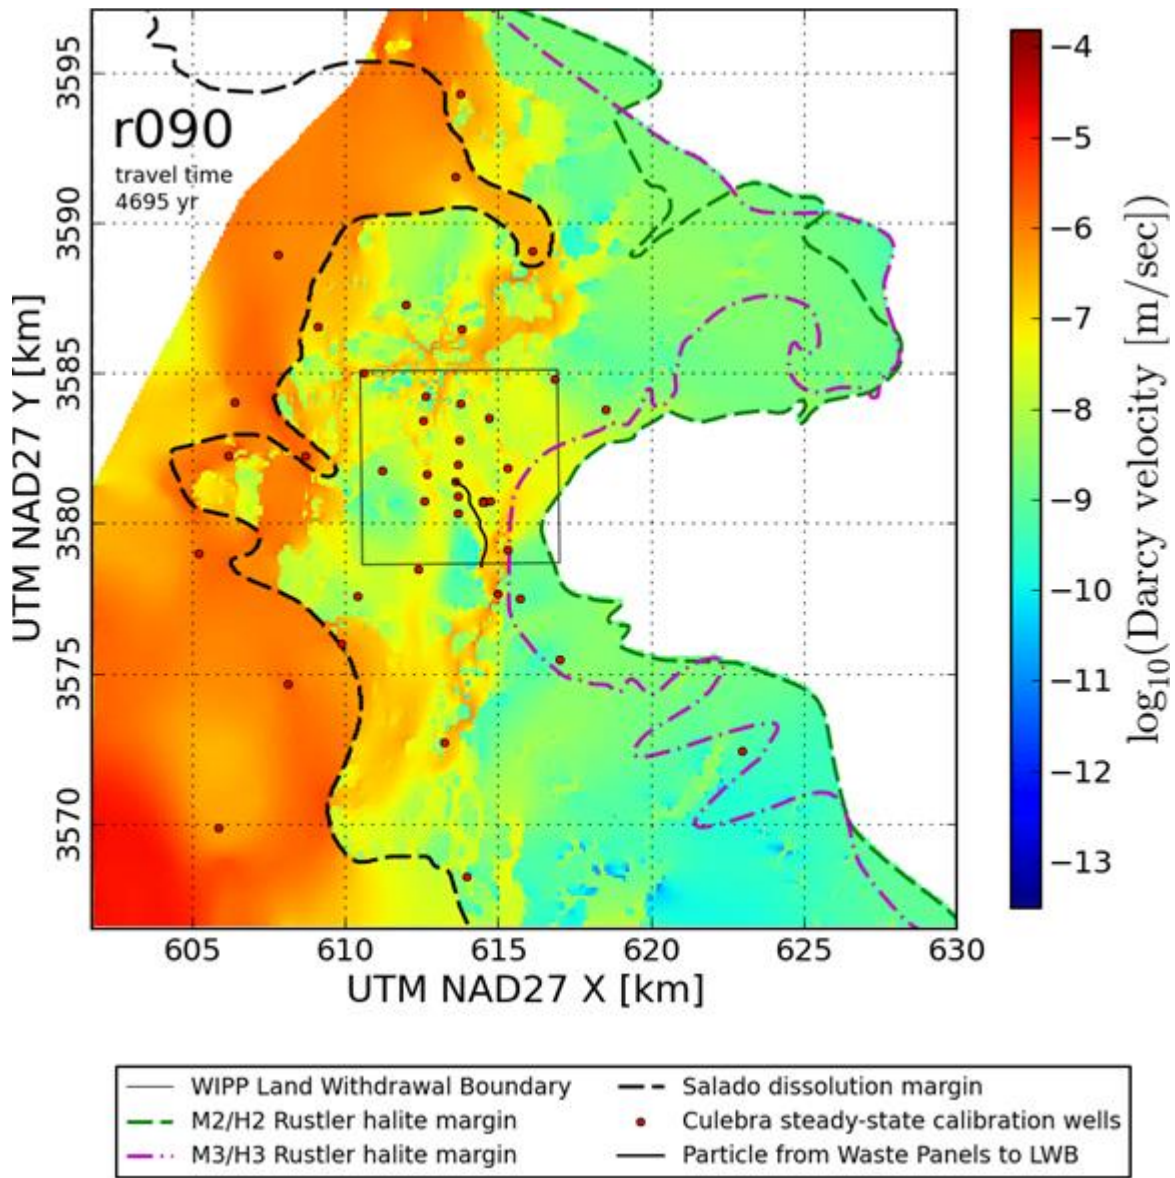 r090
travel time
4695 yr
3595
3590
3585
3580
3575
3570
UTM NAD27 Y [km]
605 610 615 620 625 630
UTM NAD27 X [km]
−4
−5
−6
−7
−8
−9
−10
−11
−12
−13
log₁₀(Darcy velocity [m/sec])
WIPP Land Withdrawal Boundary
M2/H2 Rustler halite margin
M3/H3 Rustler halite margin
Salado dissolution margin
Culebra steady-state calibration wells
Particle from Waste Panels to LWB